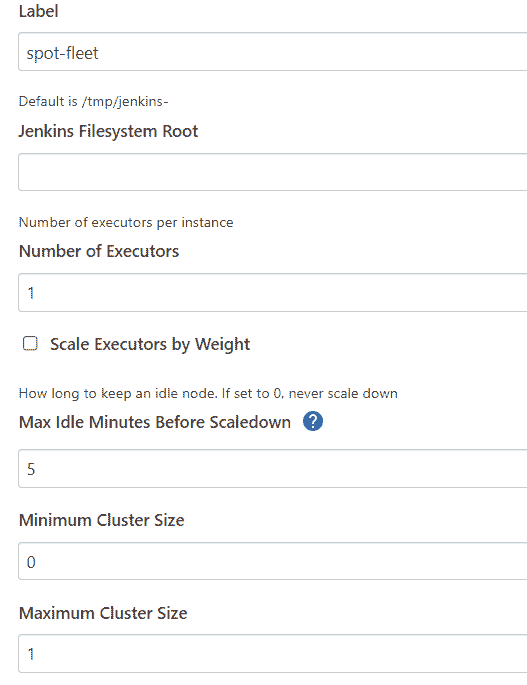 Label
spot-fleet
Default is /tmp/jenkins-
Jenkins Filesystem Root
Number of executors per instance
Number of Executors
1
Scale Executors by Weight
How long to keep an idle node. If set to 0, never scale down
Max Idle Minutes Before Scaledown ?
5
Minimum Cluster Size
0
Maximum Cluster Size
1